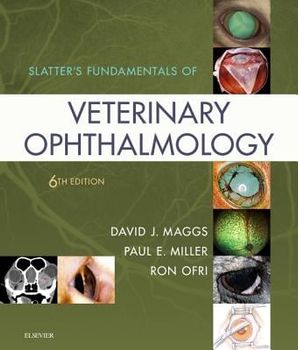 SLATTER'S FUNDAMENTALS OF
VETERINARY
OPHTHALMOLOGY
6TH EDITION
DAVID J. MAGGS
PAUL E. MILLER
RON OFRI
ELSEVIER